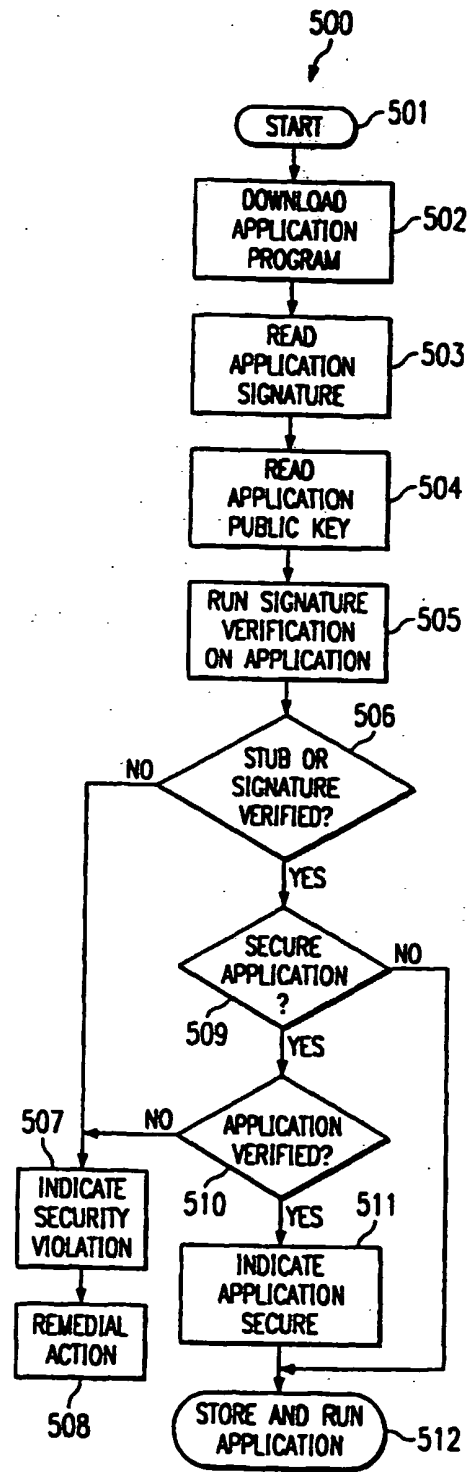 500
START
501
DOWNLOAD
APPLICATION
PROGRAM
502
READ
APPLICATION
SIGNATURE
503
READ
APPLICATION
PUBLIC KEY
504
RUN SIGNATURE
VERIFICATION
ON APPLICATION
505
506
STUB OR
SIGNATURE
VERIFIED?
NO
YES
SECURE
APPLICATION
?
NO
509
YES
507
NO
APPLICATION
VERIFIED?
510
YES
511
INDICATE
SECURITY
VIOLATION
INDICATE
APPLICATION
SECURE
REMEDIAL
ACTION
508
STORE AND RUN
APPLICATION
512